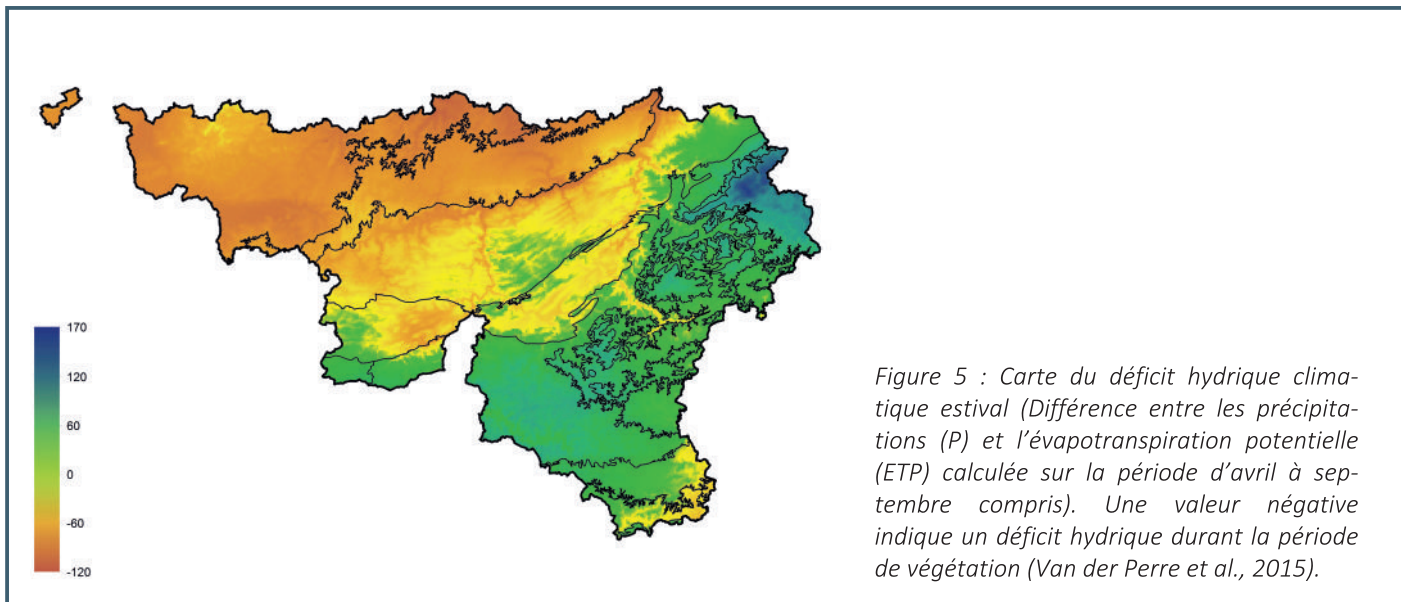 170
120
60
0
-60
-120
Figure 5 : Carte du déficit hydrique clima-
tique estival (Différence entre les précipita-
tions (P) et l'évapotranspiration potentielle
(ETP) calculée sur la période d'avril à sep-
tembre compris). Une valeur négative
indique un déficit hydrique durant la période
de végétation (Van der Perre et al., 2015).